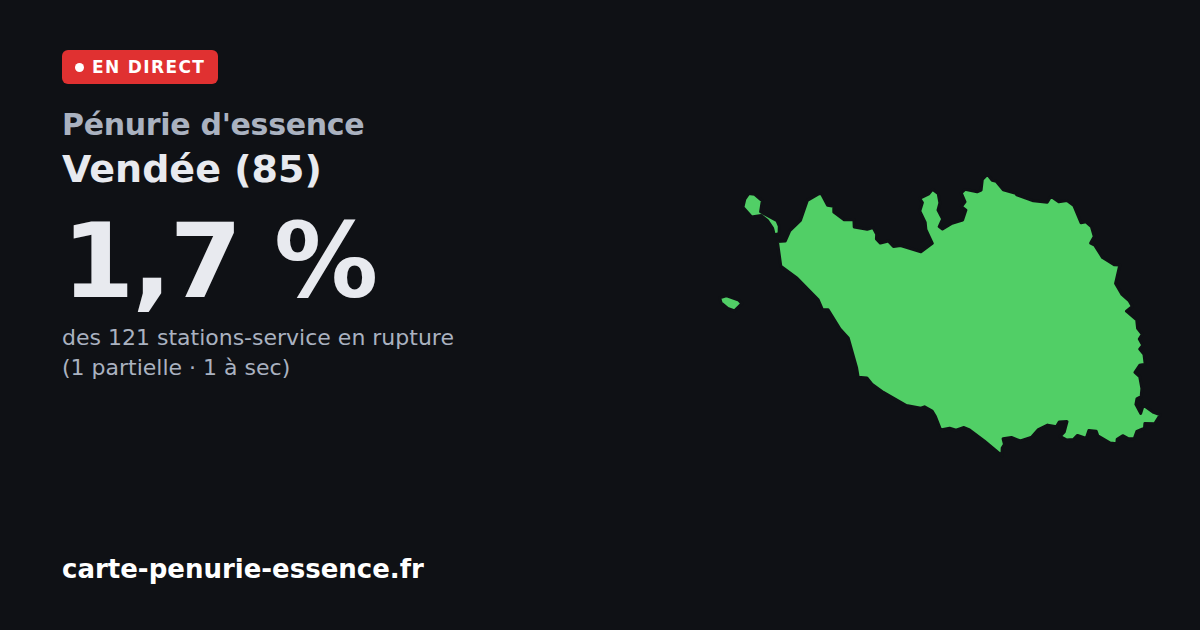 EN DIRECT
Pénurie d'essence
Vendée (85)
1,7 %
des 121 stations-service en rupture
(1 partielle · 1 à sec)
carte-penurie-essence.fr